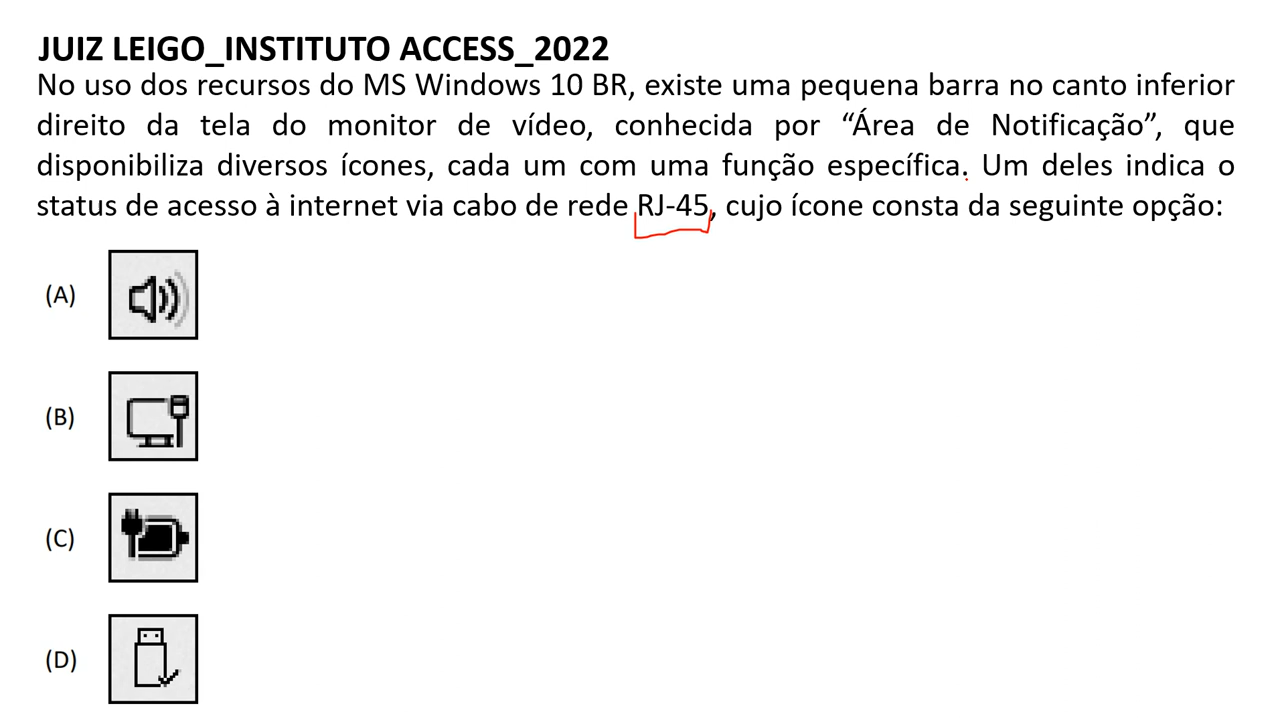 JUIZ LEIGO_INSTITUTO ACCESS_2022
No uso dos recursos do MS Windows 10 BR, existe uma pequena barra no canto inferior
direito da tela do monitor de vídeo, conhecida por “Área de Notificação”, que
disponibiliza diversos ícones, cada um com uma função específica. Um deles indica o
status de acesso à internet via cabo de rede RJ-45, cujo ícone consta da seguinte opção:
(A)
(B)
(C)
(D)